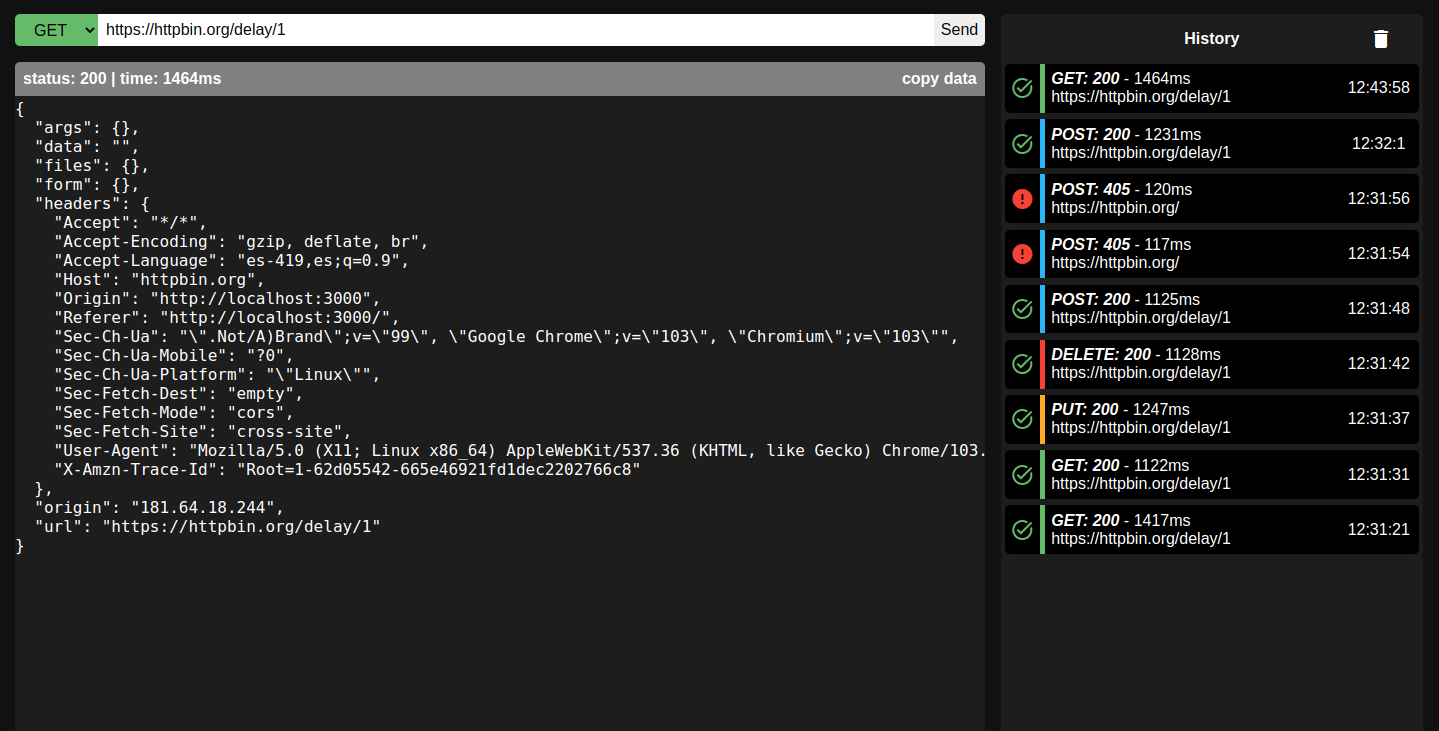 GET https://httpbin.org/delay/1 Send
status: 200 | time: 1464ms copy data
{
  "args": {},
  "data": "",
  "files": {},
  "form": {},
  "headers": {
    "Accept": "*/*",
    "Accept-Encoding": "gzip, deflate, br",
    "Accept-Language": "es-419,es;q=0.9",
    "Host": "httpbin.org",
    "Origin": "http://localhost:3000",
    "Referer": "http://localhost:3000/",
    "Sec-Ch-Ua": "\".Not/A)Brand\";v=\"99\", \"Google Chrome\";v=\"103\", \"Chromium\";v=\"103\"",
    "Sec-Ch-Ua-Mobile": "?0",
    "Sec-Ch-Ua-Platform": "\"Linux\"",
    "Sec-Fetch-Dest": "empty",
    "Sec-Fetch-Mode": "cors",
    "Sec-Fetch-Site": "cross-site",
    "User-Agent": "Mozilla/5.0 (X11; Linux x86_64) AppleWebKit/537.36 (KHTML, like Gecko) Chrome/103.
    "X-Amzn-Trace-Id": "Root=1-62d05542-665e46921fd1dec2202766c8"
  },
  "origin": "181.64.18.244",
  "url": "https://httpbin.org/delay/1"
}
History
GET: 200 - 1464ms
https://httpbin.org/delay/1
12:43:58
POST: 200 - 1231ms
https://httpbin.org/delay/1
12:32:1
POST: 405 - 120ms
https://httpbin.org/
12:31:56
POST: 405 - 117ms
https://httpbin.org/
12:31:54
POST: 200 - 1125ms
https://httpbin.org/delay/1
12:31:48
DELETE: 200 - 1128ms
https://httpbin.org/delay/1
12:31:42
PUT: 200 - 1247ms
https://httpbin.org/delay/1
12:31:37
GET: 200 - 1122ms
https://httpbin.org/delay/1
12:31:31
GET: 200 - 1417ms
https://httpbin.org/delay/1
12:31:21